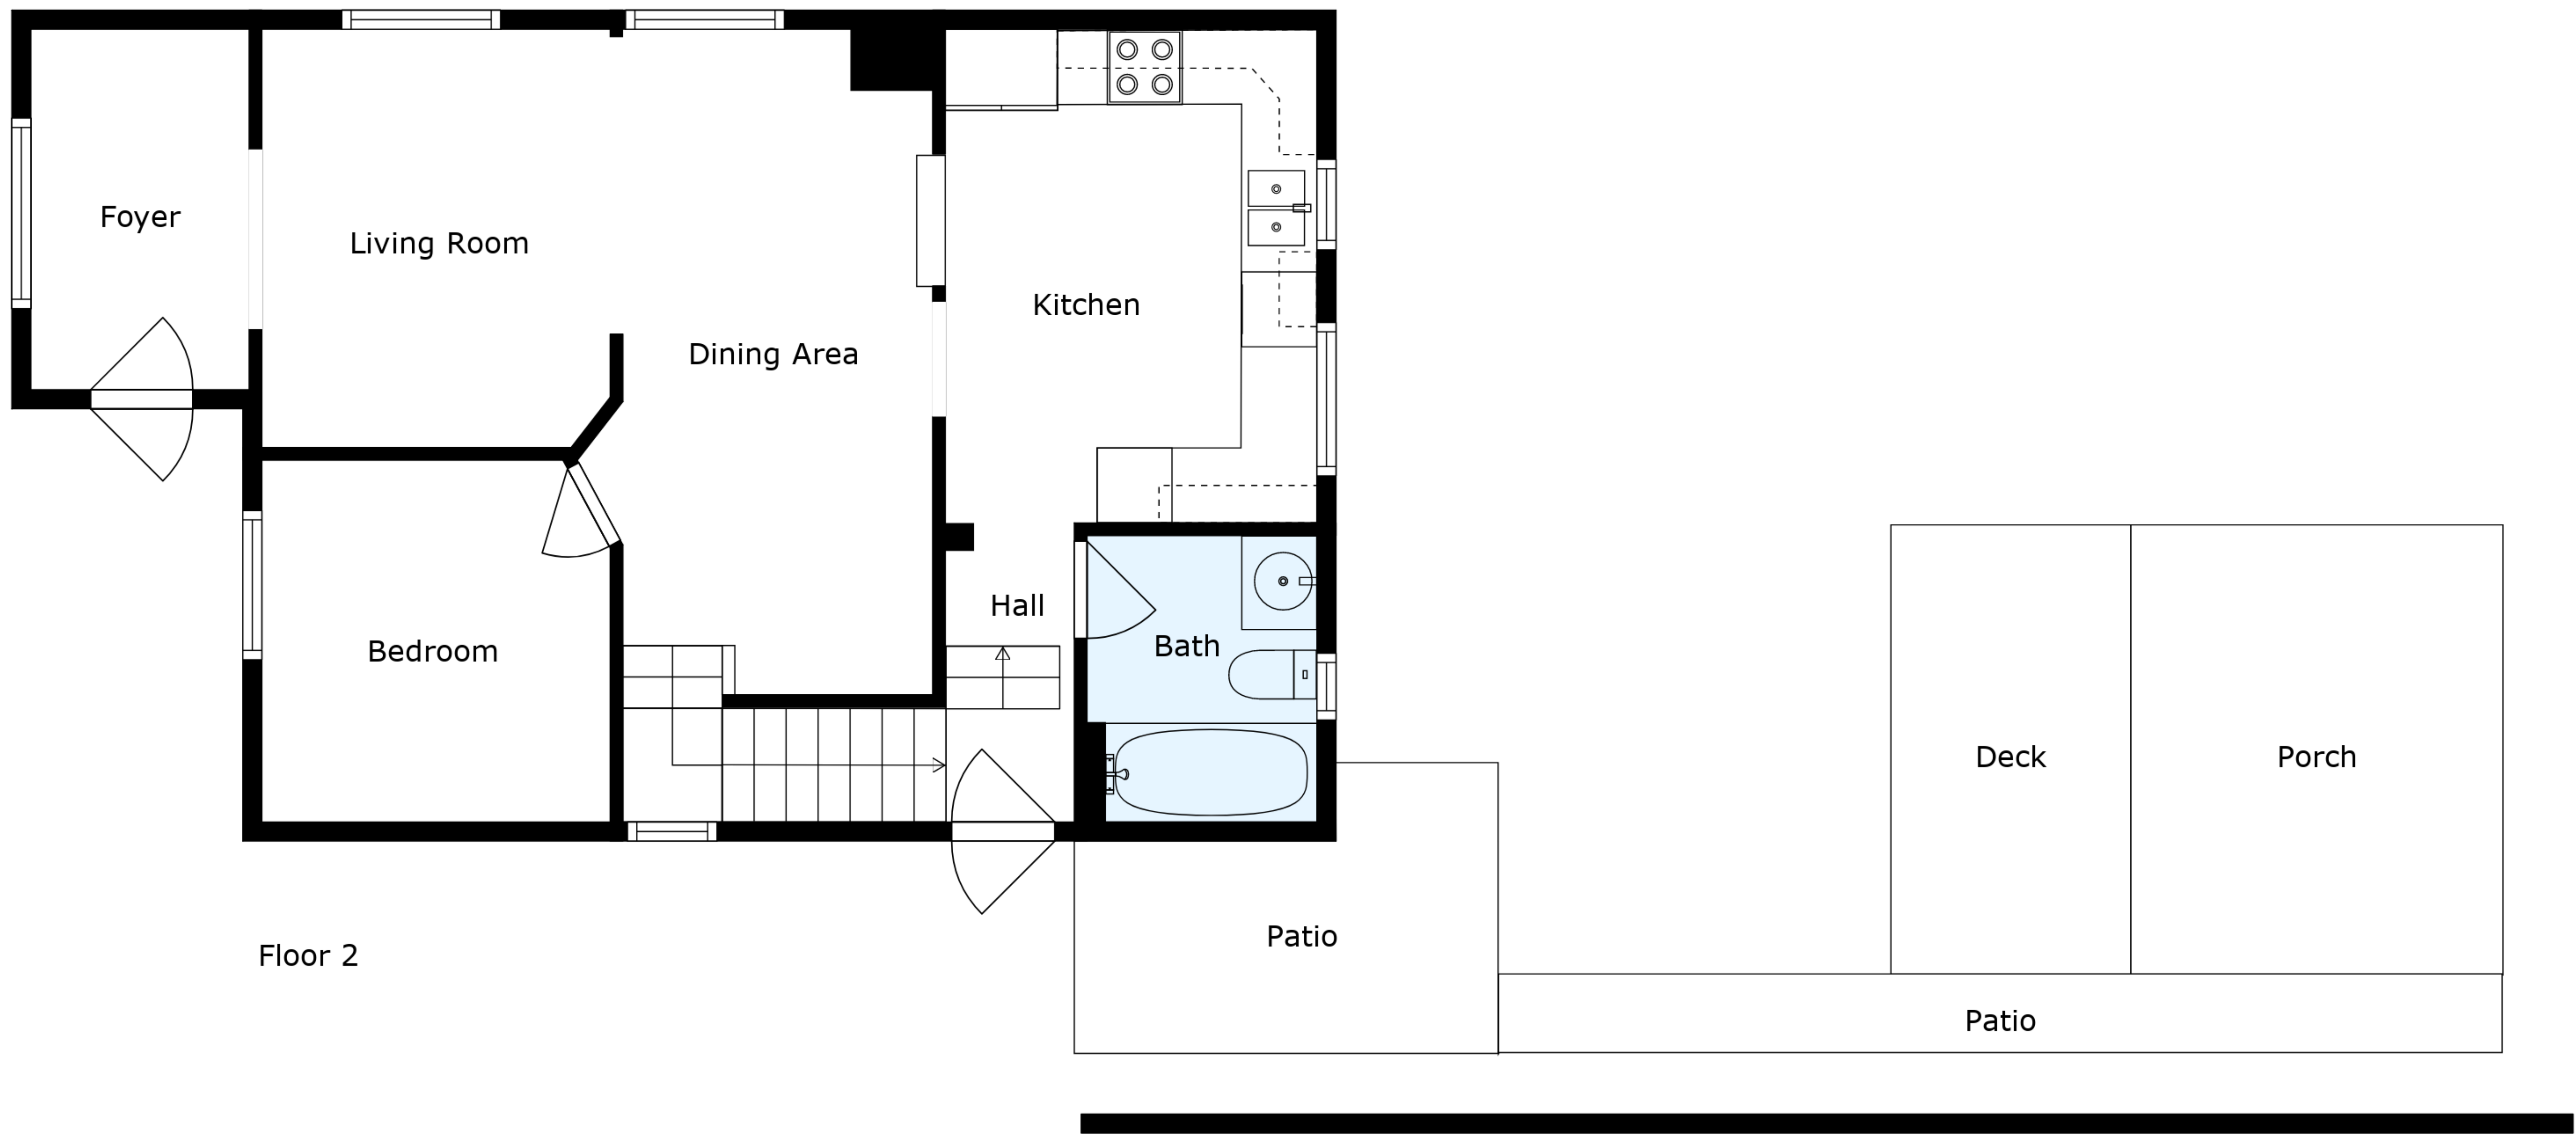 Foyer
Living Room
Kitchen
Dining Area
Hall
Bath
Bedroom
Deck
Porch
Patio
Floor 2
Patio